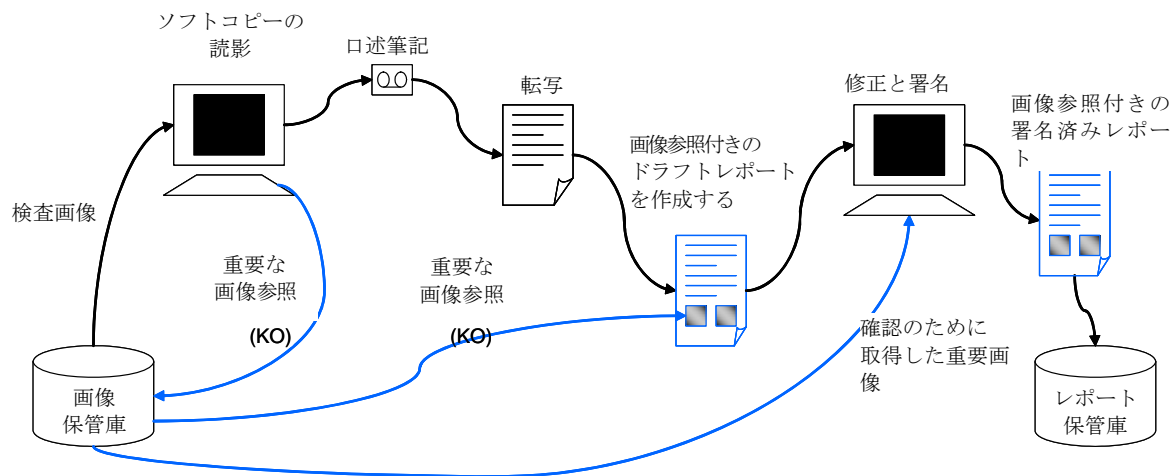 ソフトコピーの
読影
口述筆記
転写
修正と署名
画像参照付きの
署名済みレポー
ト
画像参照付きの
ドラフトレポート
を作成する
検査画像
重要な
画像参照
(KO)
重要な
画像参照
(KO)
確認のために
取得した重要画
像
画像
保管庫
レポート
保管庫